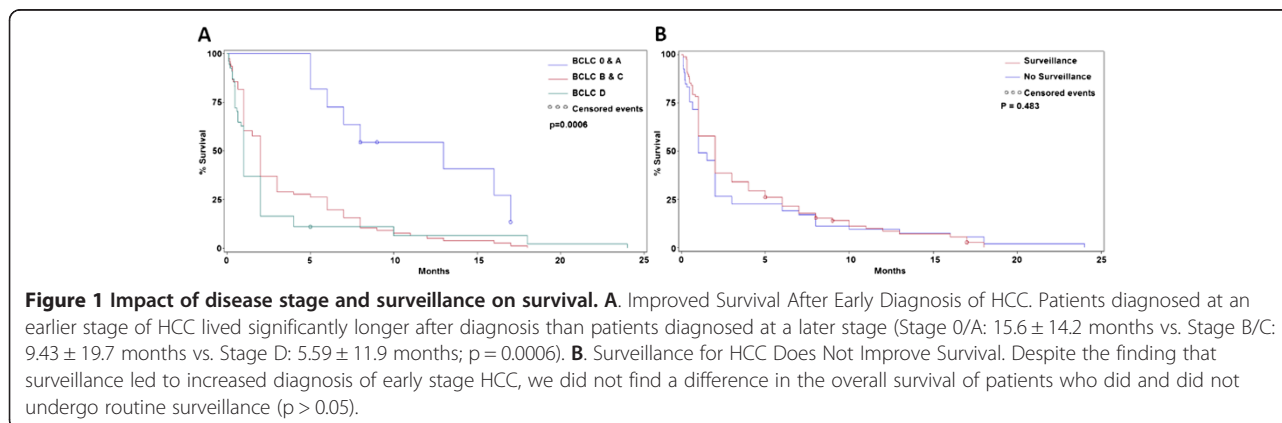 A
100
75
50
25
0
% Survival
BCLC 0 & A
BCLC B & C
BCLC D
Censored events
p=0.0006
0 5 10 15 20 25
Months
B
100
75
50
25
0
% Survival
Surveillance
No Surveillance
Censored events
P = 0.483
0 5 10 15 20 25
Months
Figure 1 Impact of disease stage and surveillance on survival. A. Improved Survival After Early Diagnosis of HCC. Patients diagnosed at an
earlier stage of HCC lived significantly longer after diagnosis than patients diagnosed at a later stage (Stage 0/A: 15.6 ± 14.2 months vs. Stage B/C:
9.43 ± 19.7 months vs. Stage D: 5.59 ± 11.9 months; p = 0.0006). B. Surveillance for HCC Does Not Improve Survival. Despite the finding that
surveillance led to increased diagnosis of early stage HCC, we did not find a difference in the overall survival of patients who did and did not
undergo routine surveillance (p > 0.05).